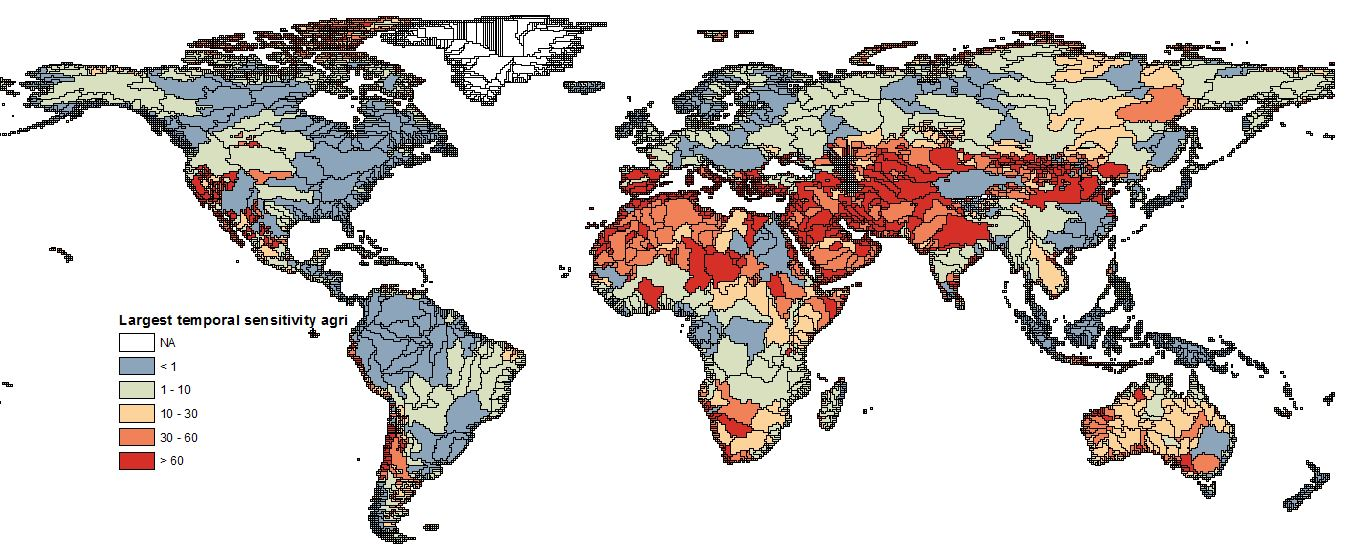 Largest temporal sensitivity agri
NA
< 1
1 - 10
10 - 30
30 - 60
> 60